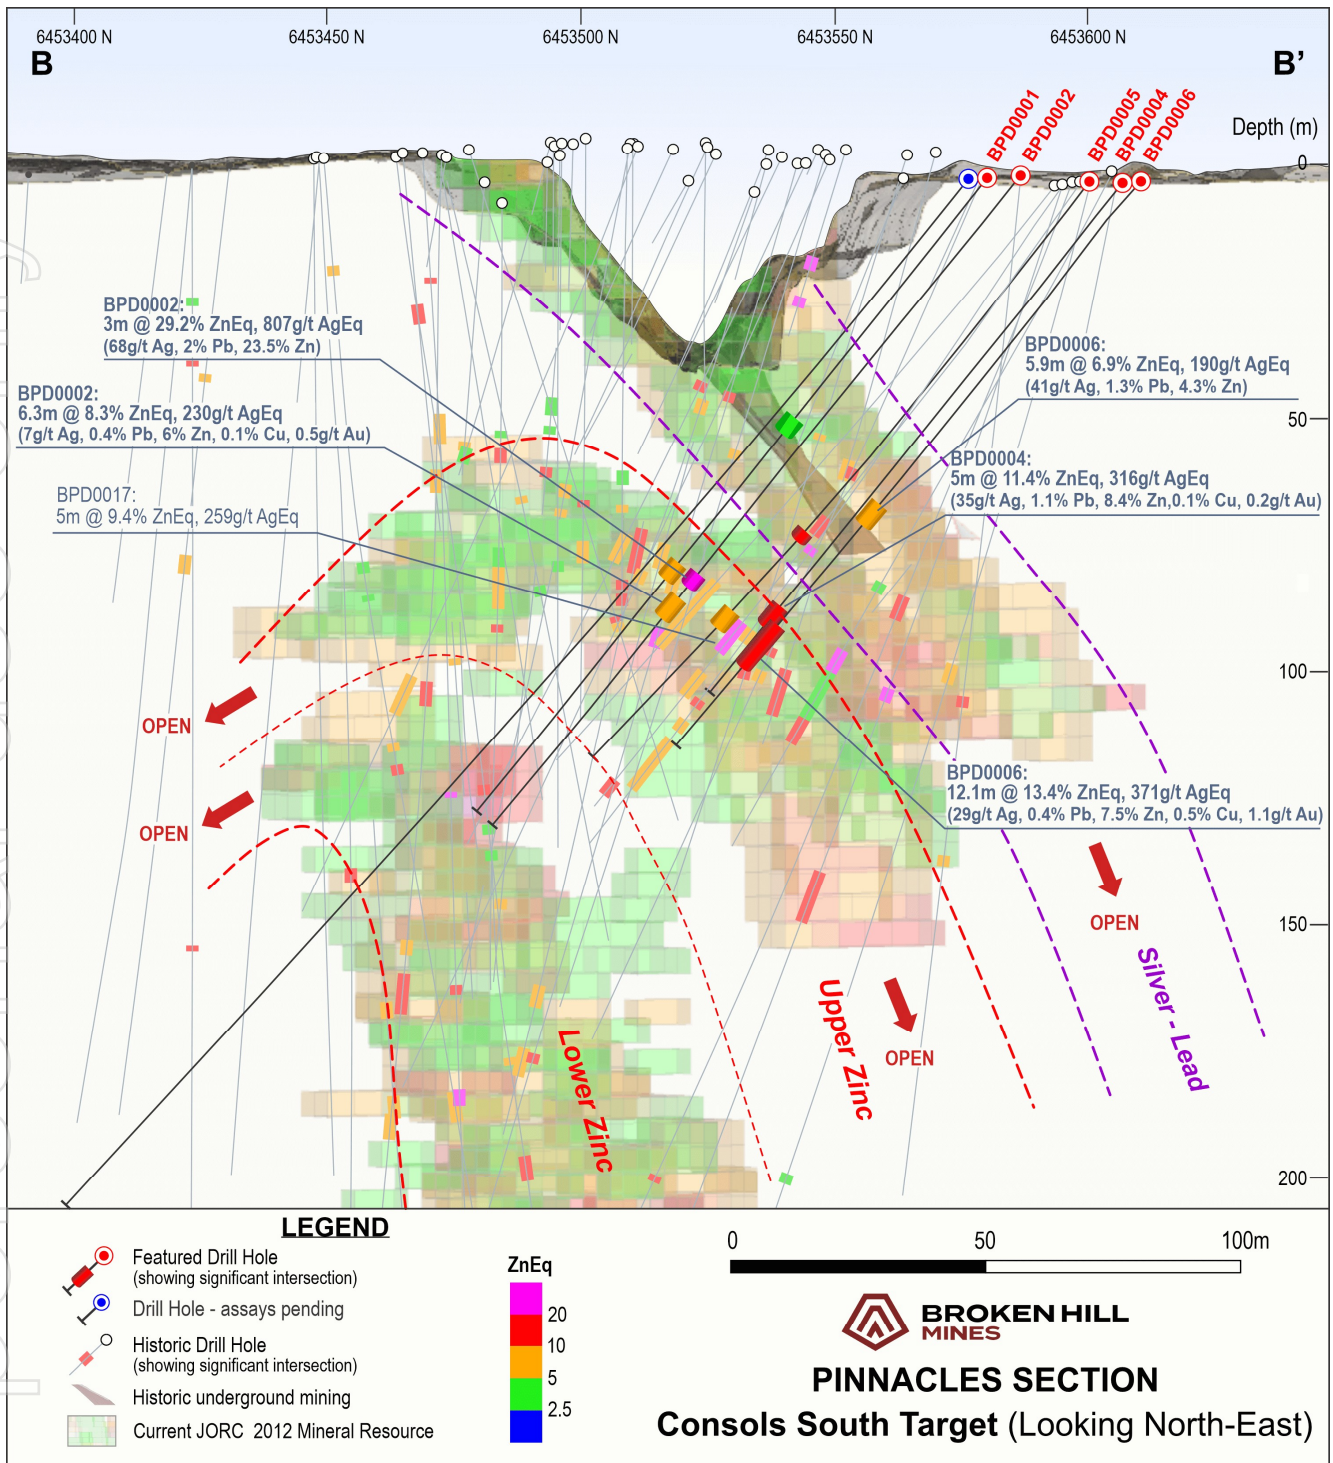 6453400 N
6453450 N
6453500 N
6453550 N
6453600 N
B
B'
BPD0001
BPD0002
BPD0005
BPD0004
BPD0006
Depth (m)
0
50
100
150
200
BPD0002:
3m @ 29.2% ZnEq, 807g/t AgEq
(68g/t Ag, 2% Pb, 23.5% Zn)
BPD0002:
6.3m @ 8.3% ZnEq, 230g/t AgEq
(7g/t Ag, 0.4% Pb, 6% Zn, 0.1% Cu, 0.5g/t Au)
BPD0017:
5m @ 9.4% ZnEq, 259g/t AgEq
BPD0006:
5.9m @ 6.9% ZnEq, 190g/t AgEq
(41g/t Ag, 1.3% Pb, 4.3% Zn)
BPD0004:
5m @ 11.4% ZnEq, 316g/t AgEq
(35g/t Ag, 1.1% Pb, 8.4% Zn,0.1% Cu, 0.2g/t Au)
BPD0006:
12.1m @ 13.4% ZnEq, 371g/t AgEq
(29g/t Ag, 0.4% Pb, 7.5% Zn, 0.5% Cu, 1.1g/t Au)
OPEN
OPEN
OPEN
OPEN
Lower Zinc
Upper Zinc
Silver - Lead
LEGEND
Featured Drill Hole
(showing significant intersection)
Drill Hole - assays pending
Historic Drill Hole
(showing significant intersection)
Historic underground mining
Current JORC 2012 Mineral Resource
ZnEq
20
10
5
2.5
0
50
100m
BROKEN HILL
MINES
PINNACLES SECTION
Consols South Target (Looking North-East)